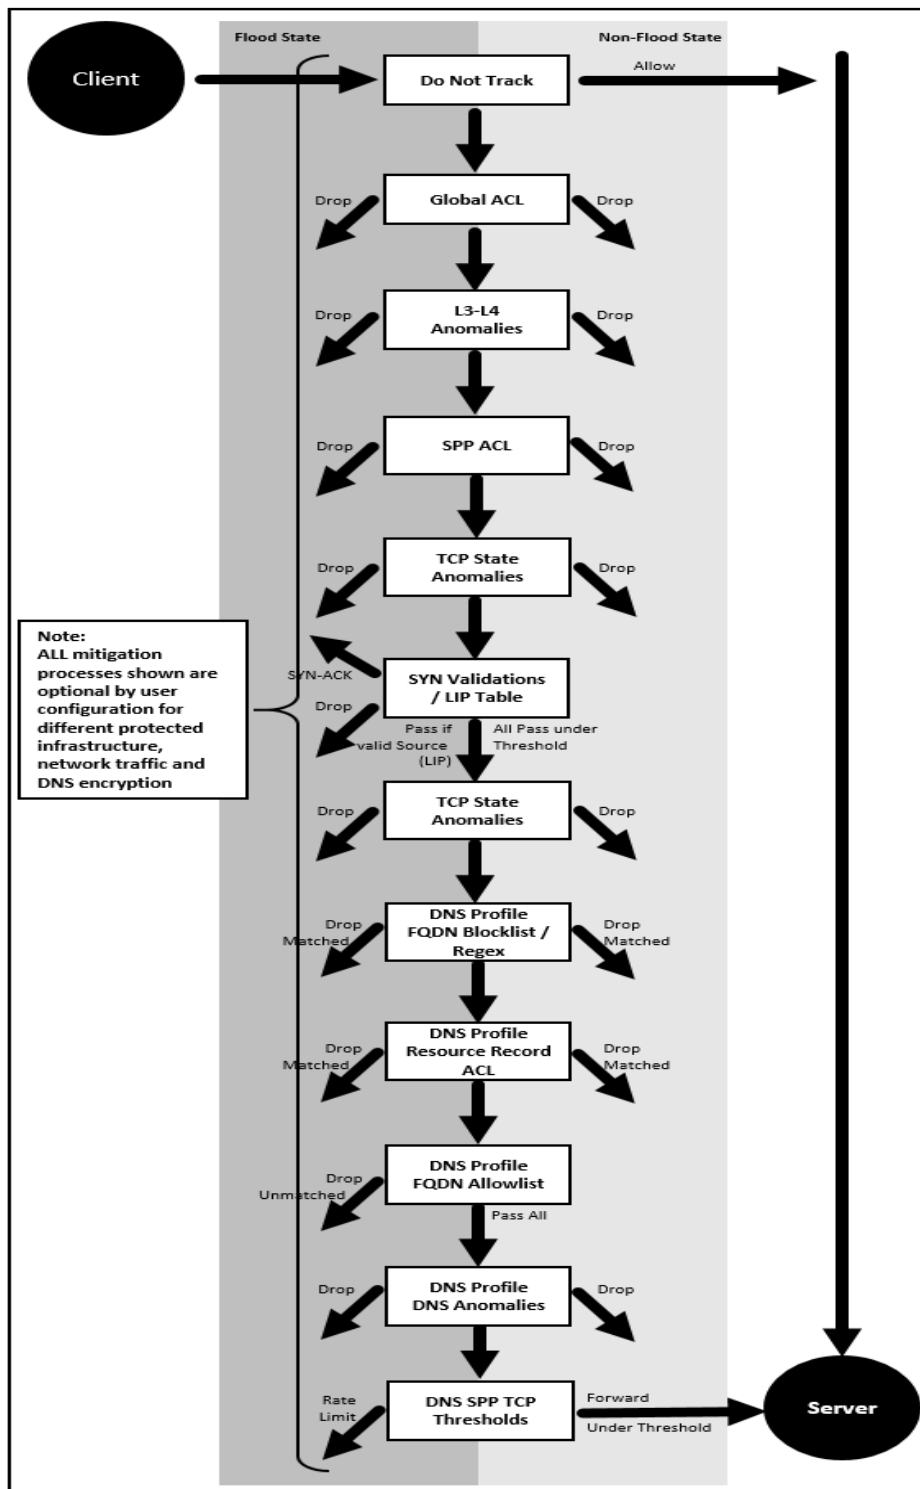 Flood State
Non-Flood State
Client
Do Not Track
Allow
Drop
Global ACL
Drop
Drop
L3-L4
Anomalies
Drop
Drop
SPP ACL
Drop
Drop
TCP State
Anomalies
Drop
Note:
ALL mitigation
processes shown are
optional by user
configuration for
different protected
infrastructure,
network traffic and
DNS encryption
SYN-ACK
SYN Validations
/ LIP Table
Drop
Pass if
valid Source
(LIP)
All Pass under
Threshold
Drop
TCP State
Anomalies
Drop
Drop
Matched
DNS Profile
FQDN Blocklist /
Regex
Drop
Matched
Drop
Matched
DNS Profile
Resource Record
ACL
Drop
Matched
Drop
Unmatched
DNS Profile
FQDN Allowlist
Pass All
Drop
DNS Profile
DNS Anomalies
Drop
Rate
Limit
DNS SPP TCP
Thresholds
Forward
Under Threshold
Server